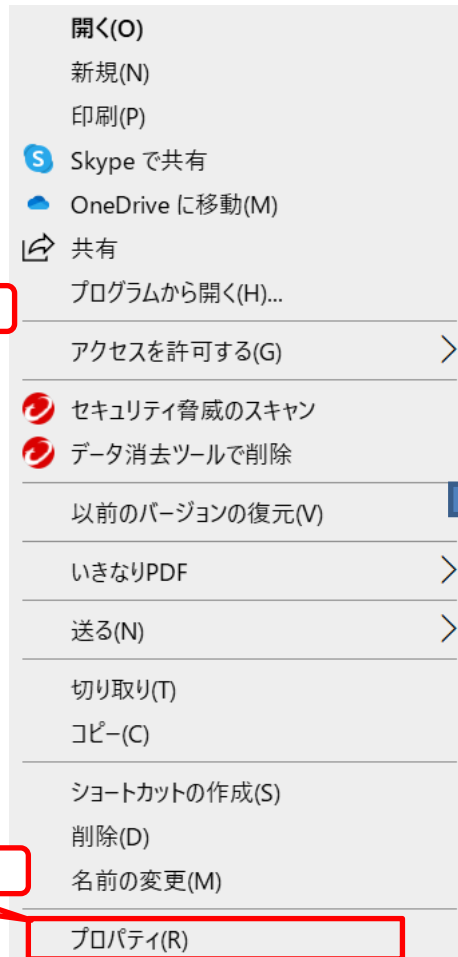 開く(O)
新規(N)
印刷(P)
Skype で共有
OneDrive に移動(M)
共有
プログラムから開く(H)...
アクセスを許可する(G)
セキュリティ脅威のスキャン
データ消去ツールで削除
以前のバージョンの復元(V)
いきなりPDF
送る(N)
切り取り(T)
コピー(C)
ショートカットの作成(S)
削除(D)
名前の変更(M)
プロパティ(R)